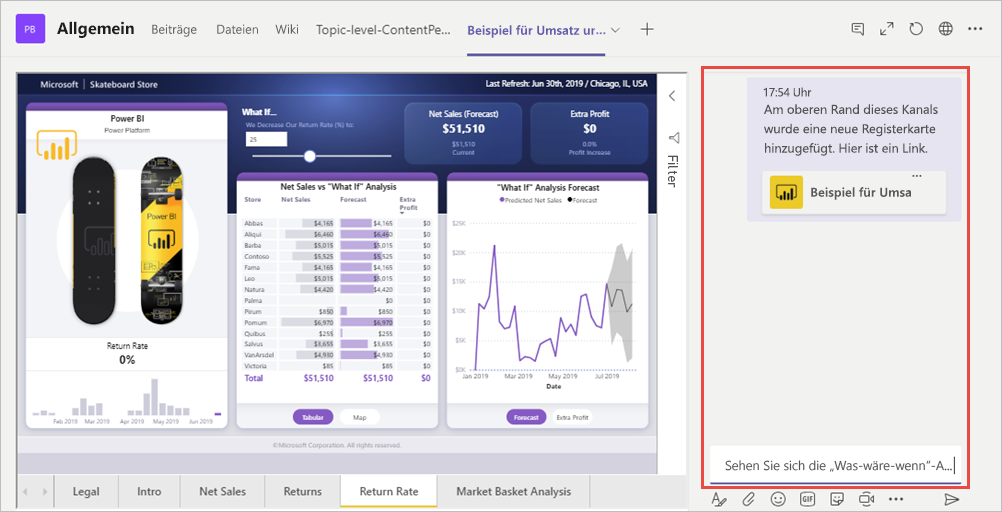 PB Allgemein Beiträge Dateien Wiki Topic-level-ContentPe... Beispiel für Umsatz ur...
Microsoft | Skateboard Store
Last Refresh: Jun 30th, 2019 / Chicago, IL, USA
Power BI
Power Platform
Power BI
Return Rate
0%
Feb 2019 Mar 2019 Apr 2019 May 2019 Jun 2019
What If...
We Decrease Our Return Rate (%) to:
25
Net Sales (Forecast)
$51,510
$51,510
Current
Extra Profit
$0
0.0%
Profit Increase
Net Sales vs "What If" Analysis
Store Net Sales Forecast Extra Profit
Abbas $4,165 $4,165 $0
Aliqui $6,460 $6,460 $0
Barba $5,015 $5,015 $0
Contoso $5,525 $5,525 $0
Fama $4,165 $4,165 $0
Leo $5,015 $5,015 $0
Natura $4,420 $4,420 $0
Palma $0 $0
Pirum $850 $850 $0
Pomum $6,970 $6,970 $0
Quibus $255 $255 $0
Salvus $3,655 $3,655 $0
VanArsdel $4,930 $4,930 $0
Victoria $85 $85 $0
Total $51,510 $51,510 $0
Tabular Map
"What If" Analysis Forecast
Predicted Net Sales Forecast
$25K
$20K
$15K
$10K
$5K
$0K
Jan 2019 Mar 2019 May 2019 Jul 2019
Date
Forecast Extra Profit
©Microsoft Corporation. All rights reserved.
Filter
Legal Intro Net Sales Returns Return Rate Market Basket Analysis
17:54 Uhr
Am oberen Rand dieses Kanals
wurde eine neue Registerkarte
hinzugefügt. Hier ist ein Link.
Beispiel für Umsa
Sehen Sie sich die „Was-wäre-wenn“-A...
GIF